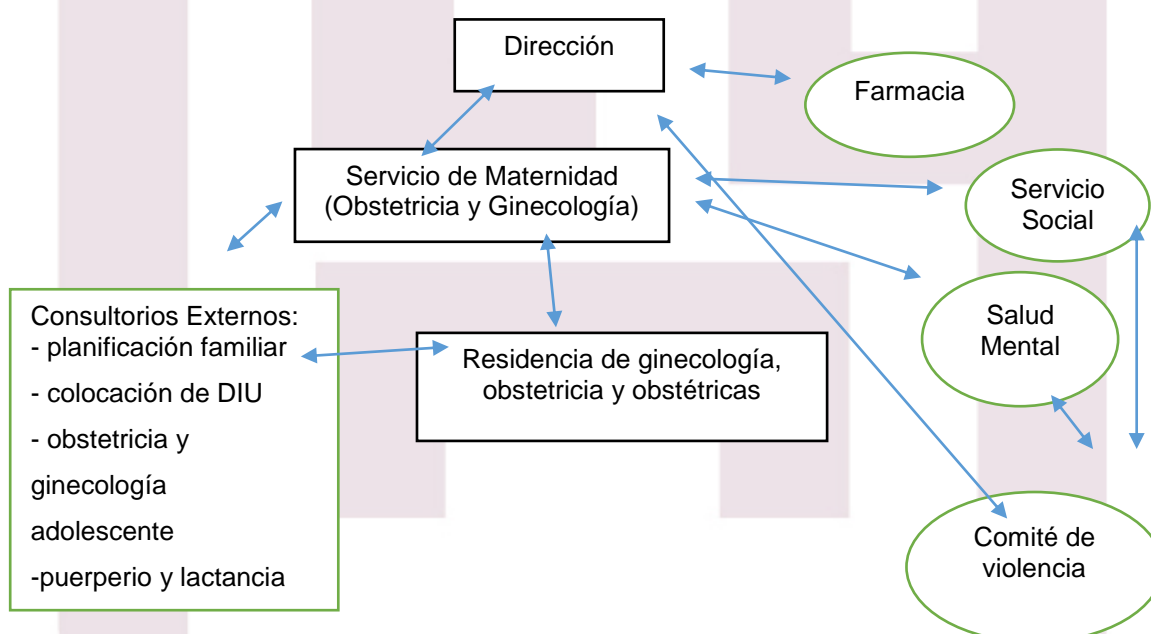 Dirección
Farmacia
Servicio de Maternidad
(Obstetricia y Ginecología)
Servicio
Social
Consultorios Externos:
- planificación familiar
- colocación de DIU
- obstetricia y
ginecología
adolescente
-puerperio y lactancia
Residencia de ginecología,
obstetricia y obstétricas
Salud
Mental
Comité de
violencia